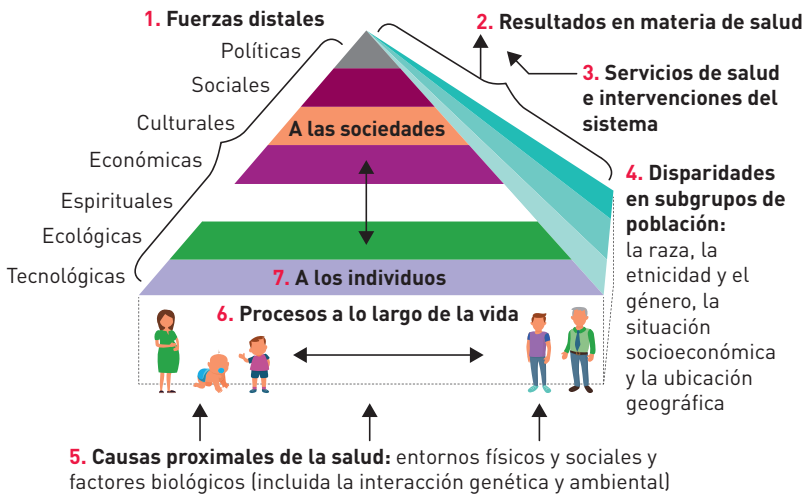 1. Fuerzas distales
Políticas
Sociales
Culturales
Económicas
Espirituales
Ecológicas
Tecnológicas
2. Resultados en materia de salud
3. Servicios de salud
e intervenciones del
sistema
4. Disparidades
en subgrupos de
población:
la raza, la
etnicidad y el
género, la
situación
socioeconómica
y la ubicación
geográfica
A las sociedades
7. A los individuos
6. Procesos a lo largo de la vida
5. Causas proximales de la salud: entornos físicos y sociales y
factores biológicos (incluida la interacción genética y ambiental)